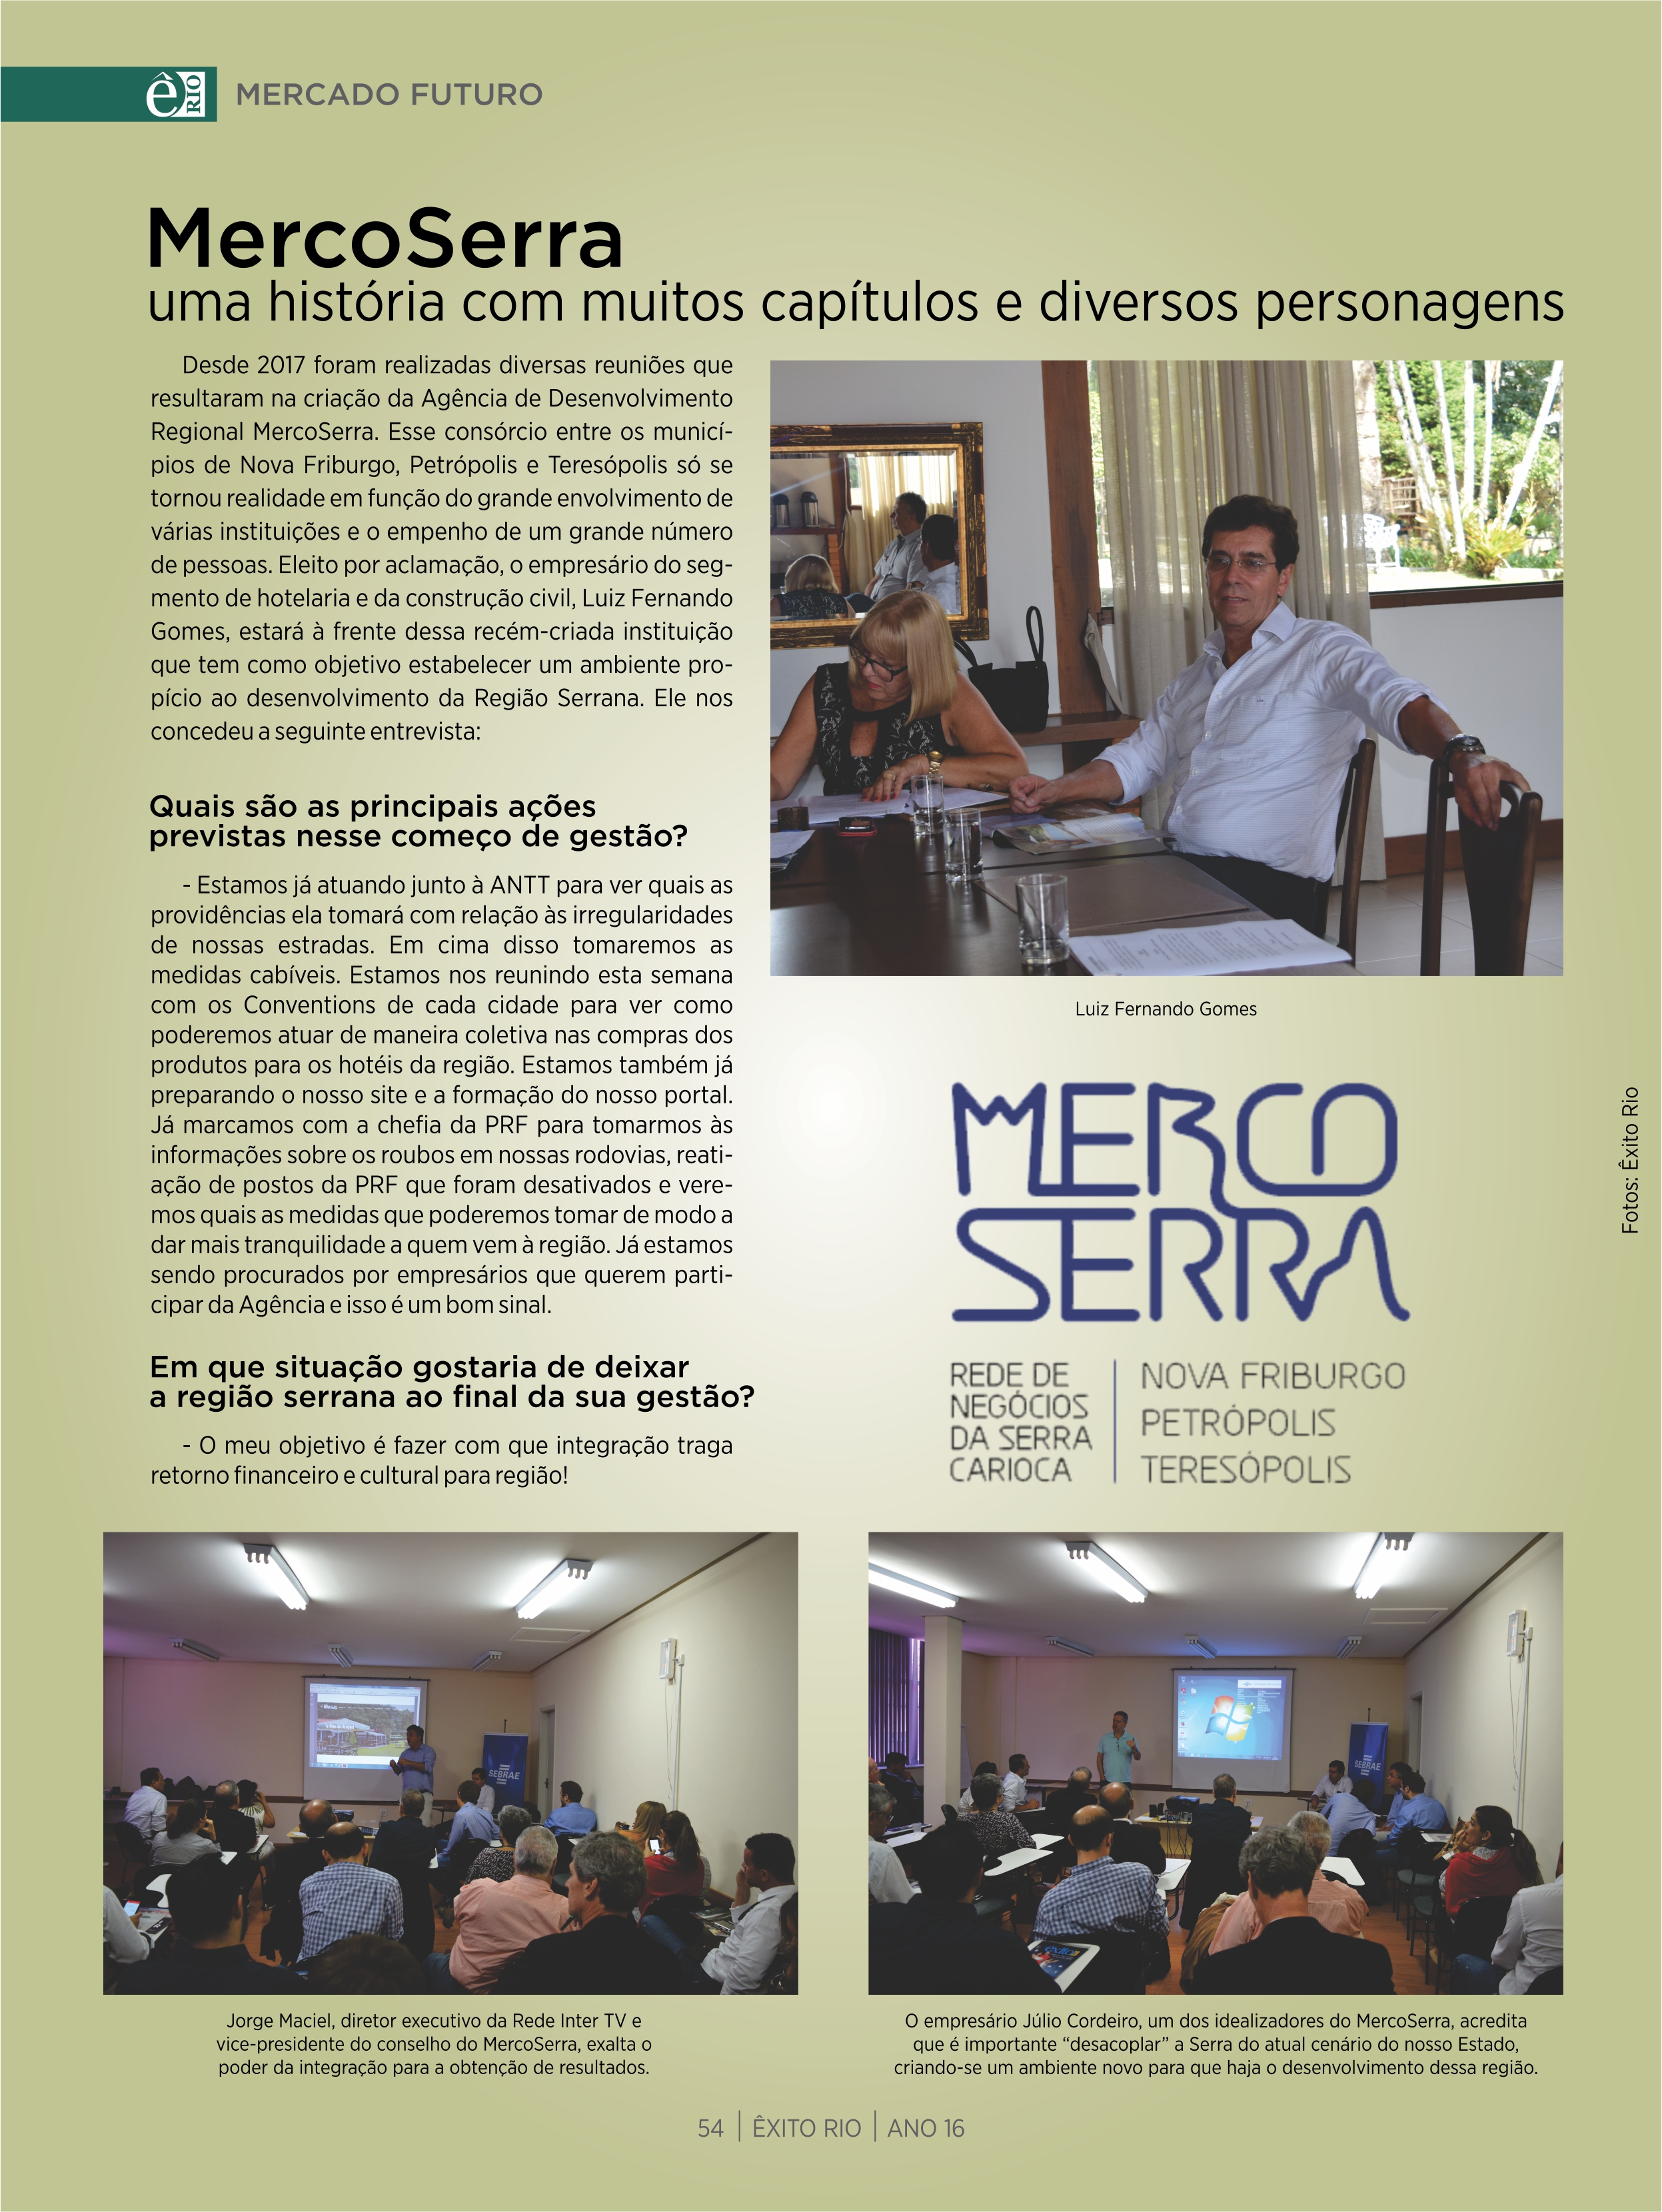 ê RIO
MERCADO FUTURO
MercoSerra
uma história com muitos capítulos e diversos personagens
Desde 2017 foram realizadas diversas reuniões que
resultaram na criação da Agência de Desenvolvimento
Regional MercoSerra. Esse consórcio entre os municí-
pios de Nova Friburgo, Petrópolis e Teresópolis só se
tornou realidade em função do grande envolvimento de
várias instituições e o empenho de um grande número
de pessoas. Eleito por aclamação, o empresário do seg-
mento de hotelaria e da construção civil, Luiz Fernando
Gomes, estará à frente dessa recém-criada instituição
que tem como objetivo estabelecer um ambiente pro-
pício ao desenvolvimento da Região Serrana. Ele nos
concedeu a seguinte entrevista:
Quais são as principais ações
previstas nesse começo de gestão?
- Estamos já atuando junto à ANTT para ver quais as
providências ela tomará com relação às irregularidades
de nossas estradas. Em cima disso tomaremos as
medidas cabíveis. Estamos nos reunindo esta semana
com os Conventions de cada cidade para ver como
poderemos atuar de maneira coletiva nas compras dos
produtos para os hotéis da região. Estamos também já
preparando o nosso site e a formação do nosso portal.
Já marcamos com a chefia da PRF para tomarmos às
informações sobre os roubos em nossas rodovias, reati-
ação de postos da PRF que foram desativados e vere-
mos quais as medidas que poderemos tomar de modo a
dar mais tranquilidade a quem vem à região. Já estamos
sendo procurados por empresários que querem parti-
cipar da Agência e isso é um bom sinal.
Em que situação gostaria de deixar
a região serrana ao final da sua gestão?
- O meu objetivo é fazer com que integração traga
retorno financeiro e cultural para região!
Luiz Fernando Gomes
MERCO
SERRA
REDE DE
NEGÓCIOS
DA SERRA
CARIOCA
NOVA FRIBURGO
PETRÓPOLIS
TERESÓPOLIS
Fotos: Êxito Rio
SEBRAE
SEBRAE
Jorge Maciel, diretor executivo da Rede Inter TV e
vice-presidente do conselho do MercoSerra, exalta o
poder da integração para a obtenção de resultados.
O empresário Júlio Cordeiro, um dos idealizadores do MercoSerra, acredita
que é importante “desacoplar” a Serra do atual cenário do nosso Estado,
criando-se um ambiente novo para que haja o desenvolvimento dessa região.
54 | ÊXITO RIO | ANO 16